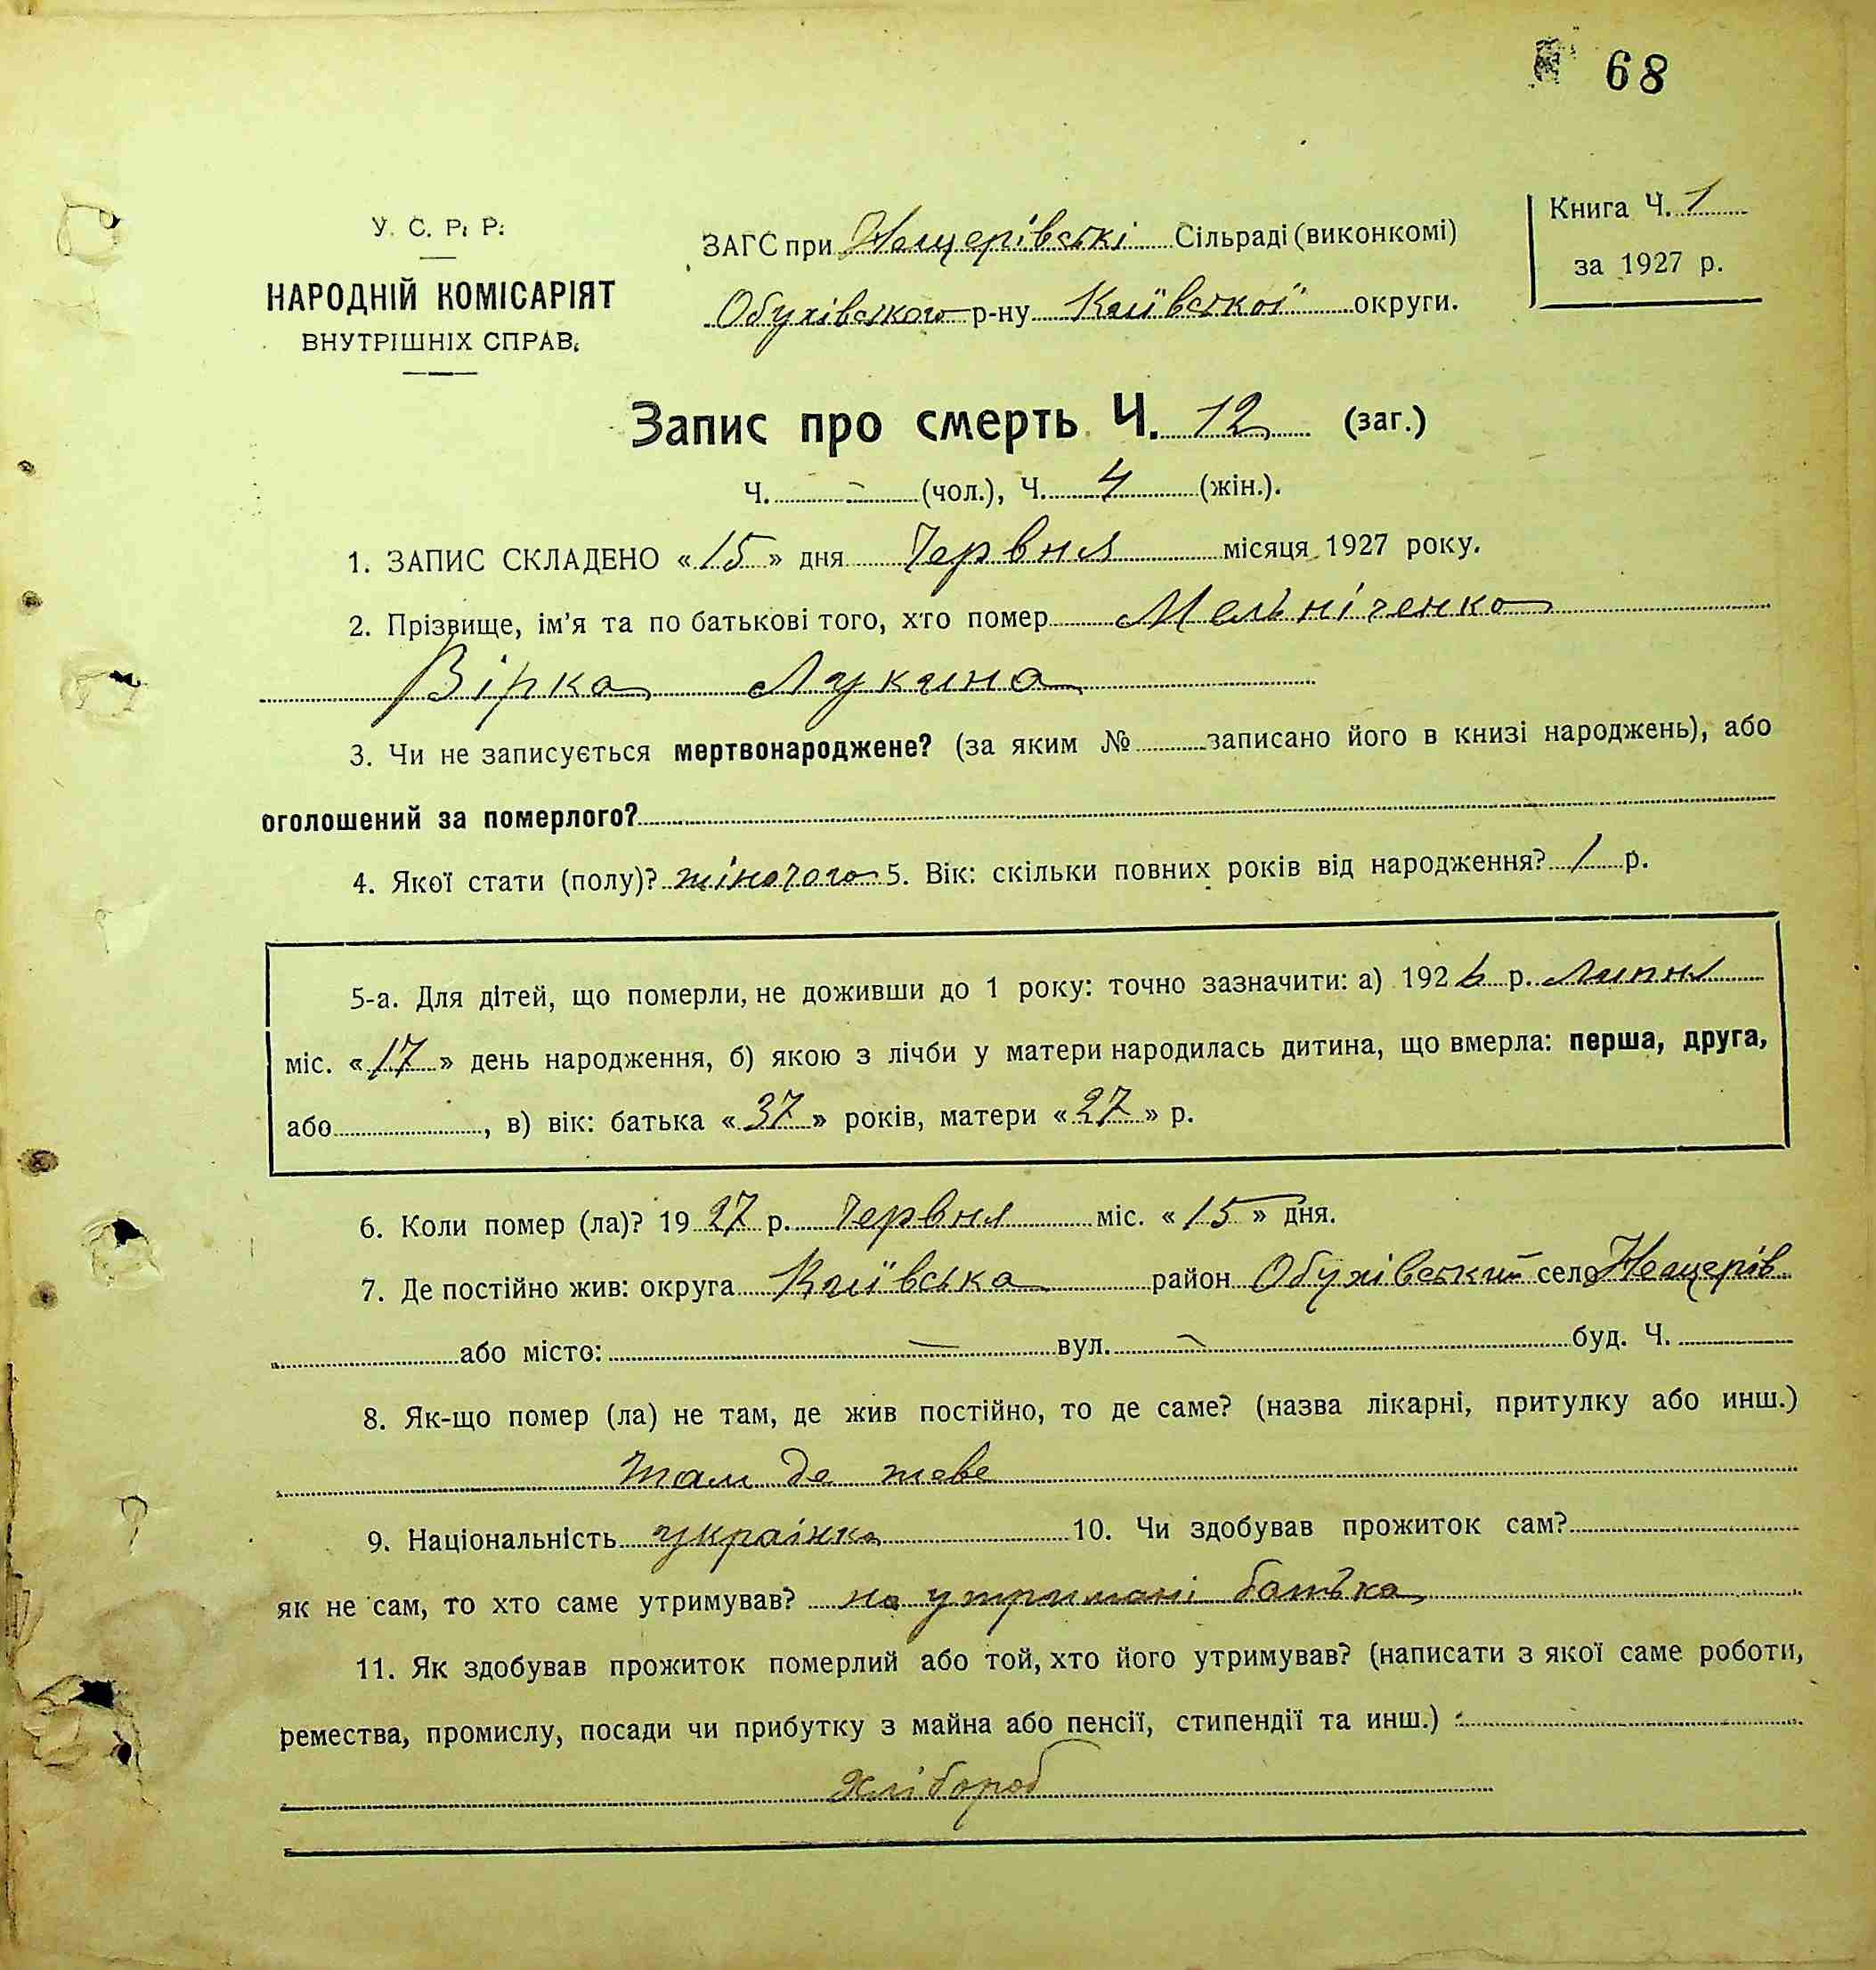 68
У. С. Р. Р.
НАРОДНІЙ КОМІСАРІЯТ
ВНУТРІШНІХ СПРАВ.
ЗАГС при Нещерівські Сільраді (виконкомі)
Обухівського р-ну Київської округи.
Книга Ч. 1
за 1927 р.
Запис про смерть Ч. 12 (заг.)
Ч. - (чол.), Ч. 4 (жін.).
1. ЗАПИС СКЛАДЕНО «15» дня Червня місяця 1927 року.
2. Прізвище, ім'я та по батькові того, хто помер Мельніченко
Вірка Лукина
3. Чи не записується мертвонароджене? (за яким № записано його в книзі народжень), або
оголошений за померлого?
4. Якої стати (полу)? жіночого 5. Вік: скільки повних років від народження? 1 р.
5-а. Для дітей, що померли, не доживши до 1 року: точно зазначити: а) 1926 р. Липня
міс. «17» день народження, б) якою з лічби у матери народилась дитина, що вмерла: перша, друга,
або , в) вік: батька «37» років, матери «27» р.
6. Коли помер (ла)? 1927 р. Червня міс. «15» дня.
7. Де постійно жив: округа Київська район Обухівський село Нещерів
або місто: — вул. — буд. Ч.
8. Як-що помер (ла) не там, де жив постійно, то де саме? (назва лікарні, притулку або инш.)
там де живе
9. Національність українка 10. Чи здобував прожиток сам?
як не сам, то хто саме утримував? на утримані батька
11. Як здобував прожиток померлий або той, хто його утримував? (написати з якої саме роботи,
ремества, промислу, посади чи прибутку з майна або пенсії, стипендії та инш.)
хлібороб